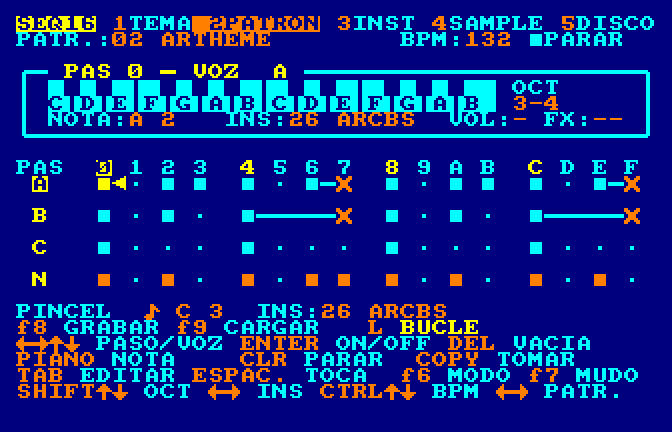 SEQ16 1TEMA 2PATRON 3INST 4SAMPLE 5DISCO
PATR.:02 ARTHEME BPM:132 ■PARAR
PAS 0 - VOZ A
OCT
C D E F G A B C D E F G A B 3-4
NOTA:A 2 INS:26 ARCBS VOL:- FX:--
PAS 0 1 2 3 4 5 6 7 8 9 A B C D E F
A
B
C
N
PINCEL ♪ C 3 INS:26 ARCBS
f8 GRABAR f9 CARGAR L BUCLE
↔↑↓ PASO/VOZ ENTER ON/OFF DEL VACIA
PIANO NOTA CLR PARAR COPY TOMAR
TAB EDITAR ESPAC. TOCA f6 MODO f7 MUDO
SHIFT↑↓ OCT ↔ INS CTRL↑↓ BPM ↔ PATR.